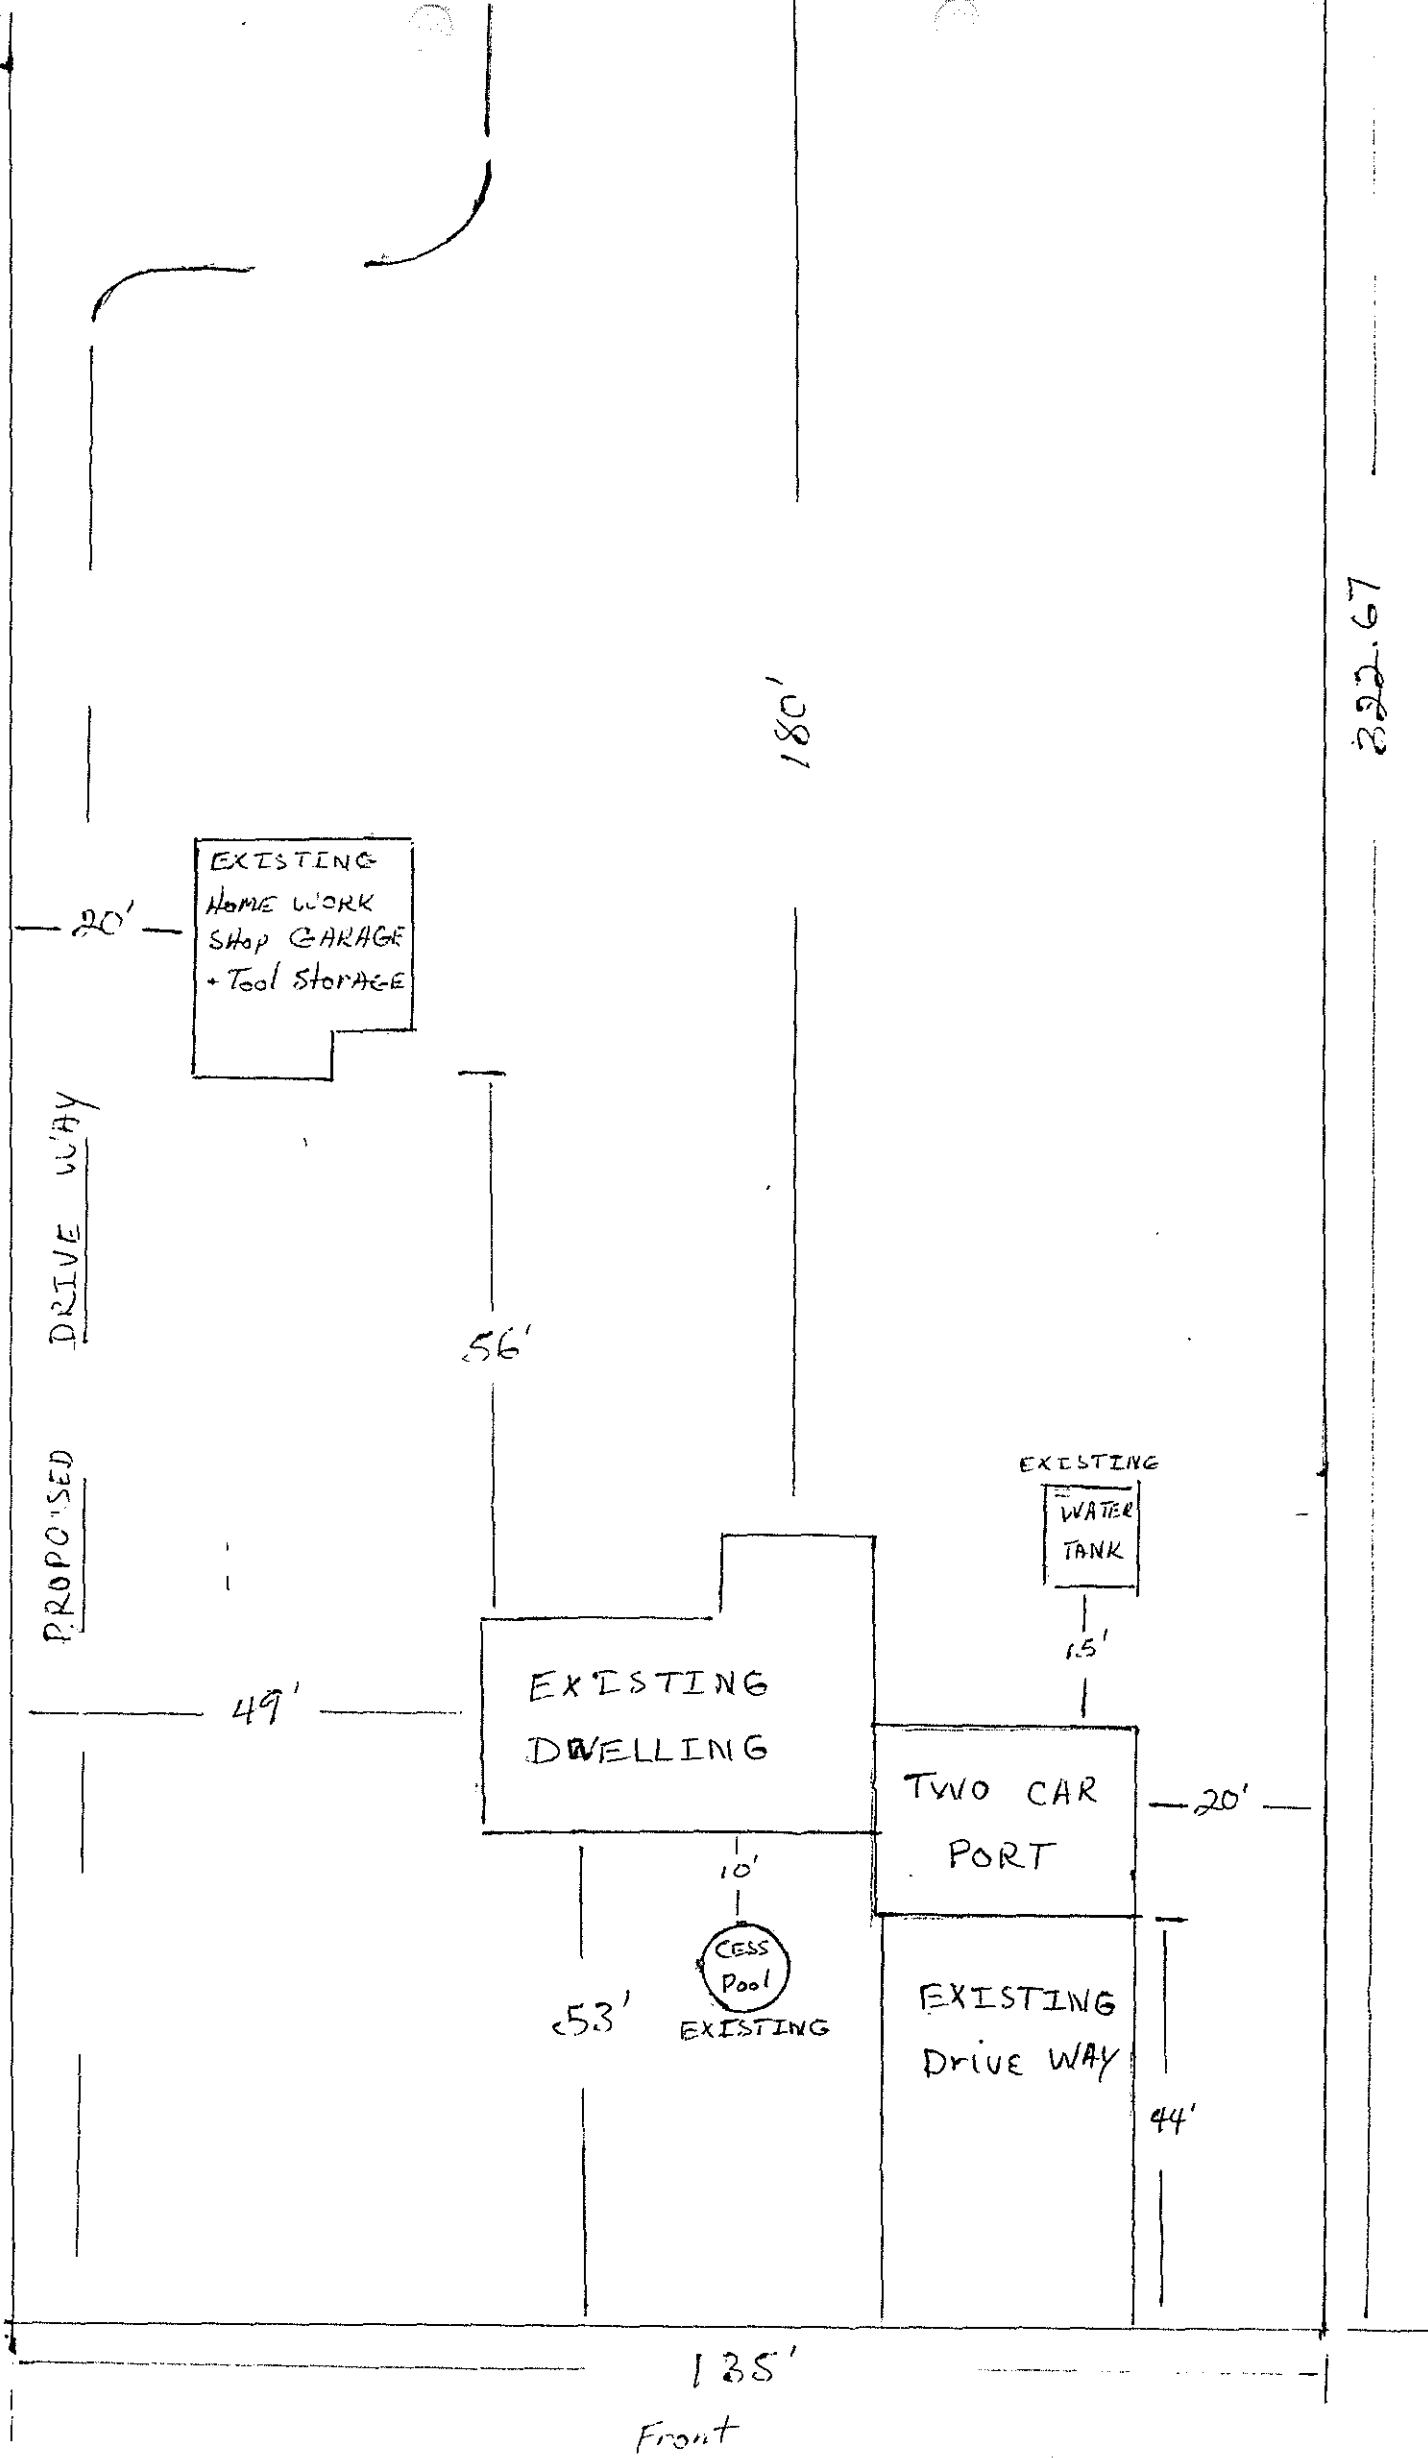 322.67
180'
EXISTING
HOME WORK
SHOP GARAGE
+ Tool StorAGE
20'
PROPOSED DRIVE WAY
56'
EXISTING
WATER
TANK
15'
EXISTING
DWELLING
49'
TWO CAR
PORT
20'
10'
CESS
Pool
EXISTING
53'
EXISTING
DrivE WAY
44'
135'
Front